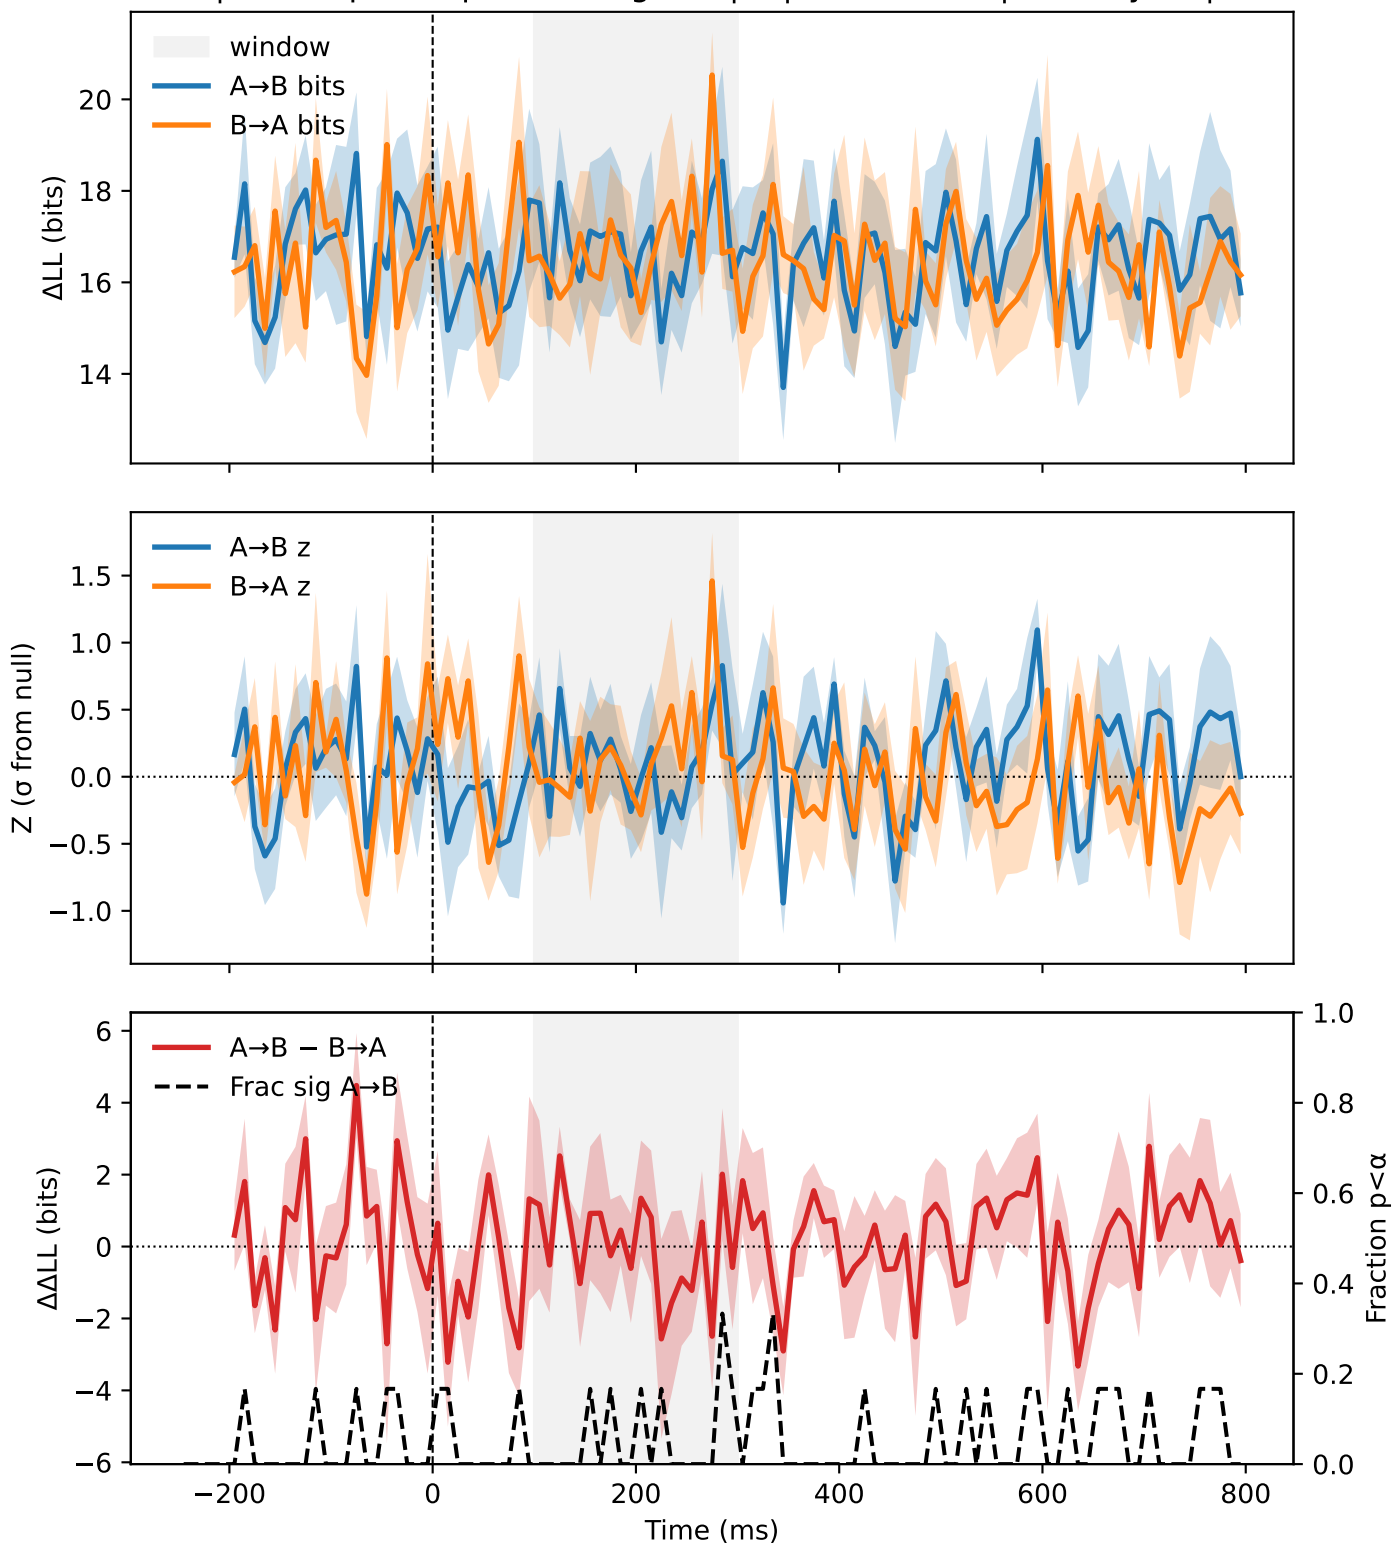 window
A→B bits
B→A bits
ΔLL (bits)
20
18
16
14
A→B z
B→A z
Z (σ from null)
1.5
1.0
0.5
0.0
−0.5
−1.0
A→B − B→A
Frac sig A→B
ΔΔLL (bits)
6
4
2
0
−2
−4
−6
1.0
0.8
0.6
0.4
0.2
0.0
Fraction p<α
−200
0
200
400
600
800
Time (ms)